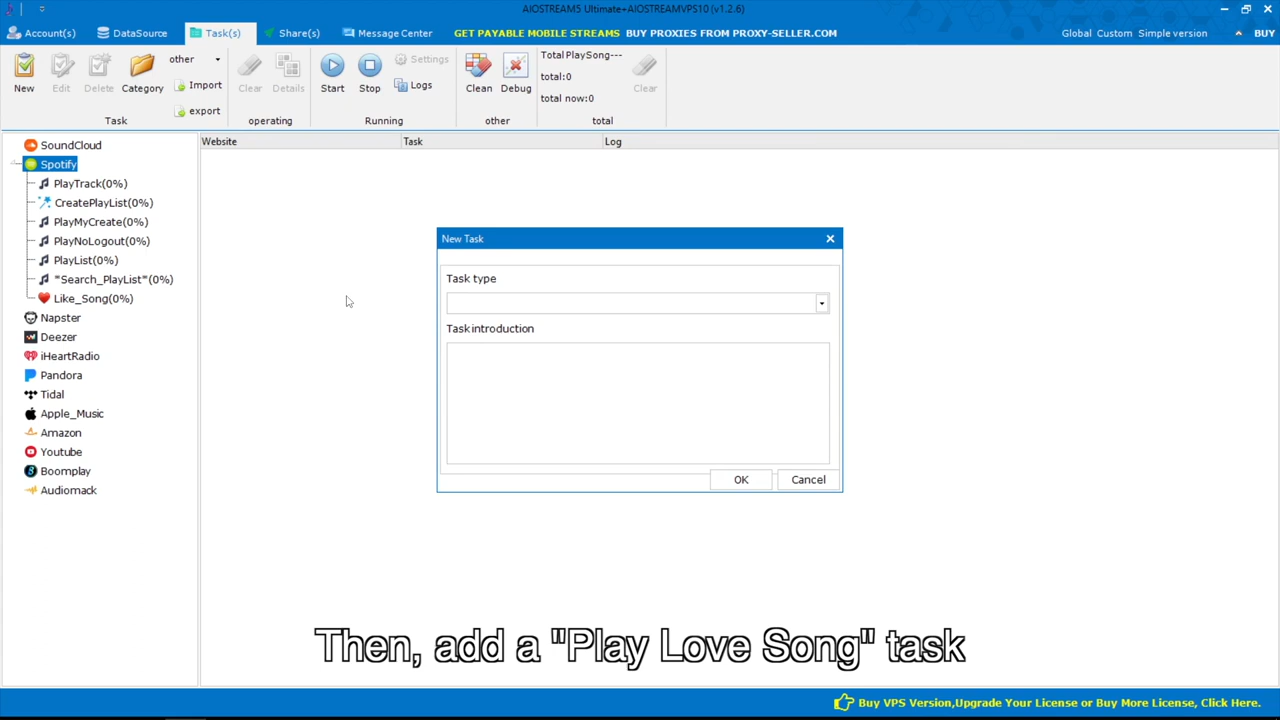 AIOSTREAM5 Ultimate+AIOSTREAMVPS10 (v1.2.6)
Account(s) DataSource Task(s) Share(s) Message Center GET PAYABLE MOBILE STREAMS BUY PROXIES FROM PROXY-SELLER.COM Global Custom Simple version BUY
New Edit Delete Category other Import export
Clear Details
Start Stop Settings Logs
Clean Debug
TotalPlaySong---
total:0
total now:0
Clear
Task operating Running other total
Website Task Log
SoundCloud
Spotify
PlayTrack(0%)
CreatePlayList(0%)
PlayMyCreate(0%)
PlayNoLogout(0%)
PlayList(0%)
"Search_PlayList"(0%)
Like_Song(0%)
Napster
Deezer
iHeartRadio
Pandora
Tidal
Apple_Music
Amazon
Youtube
Boomplay
Audiomack
New Task
Task type
Task introduction
OK Cancel
Then, add a "Play Love Song" task
Buy VPS Version,Upgrade Your License or Buy More License, Click Here.